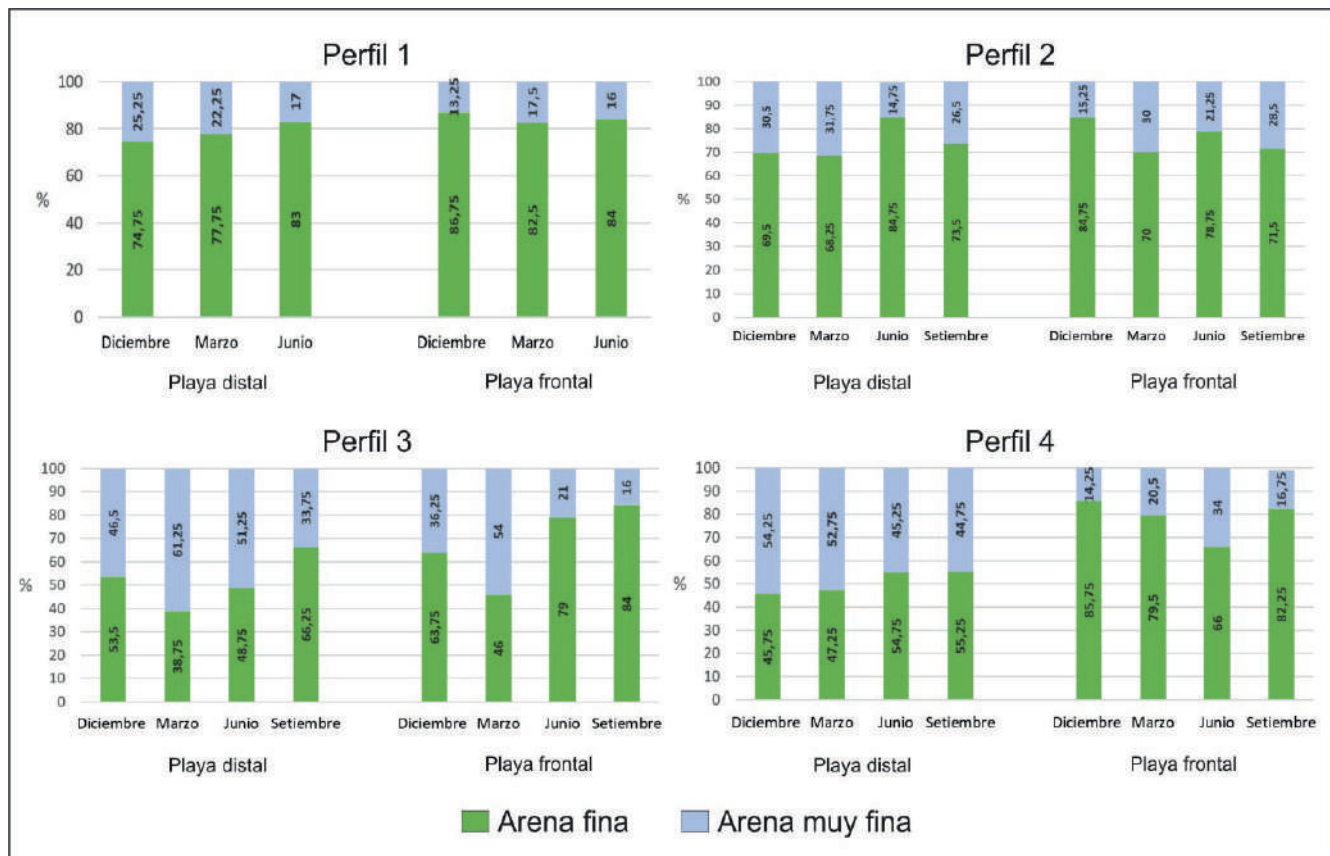 Perfil 1
100
80
60
%
40
20
0
25,25 22,25 17 13,25 17,5 16
74,75 77,75 83 86,75 82,5 84
Diciembre Marzo Junio Diciembre Marzo Junio
Playa distal Playa frontal
Perfil 2
100
90
80
70
60
%
50
40
30
20
10
0
30,5 31,75 14,75 26,5 15,25 30 21,25 28,5
69,5 68,25 84,75 73,5 84,75 70 78,75 71,5
Diciembre Marzo Junio Setiembre Diciembre Marzo Junio Setiembre
Playa distal Playa frontal
Perfil 3
100
90
80
70
60
%
50
40
30
20
10
0
46,5 61,25 51,25 33,75 36,25 54 21 16
53,5 38,75 48,75 66,25 63,75 46 79 84
Diciembre Marzo Junio Setiembre Diciembre Marzo Junio Setiembre
Playa distal Playa frontal
Perfil 4
100
90
80
70
60
%
50
40
30
20
10
0
54,25 52,75 45,25 44,75 14,25 20,5 34 16,75
45,75 47,25 54,75 55,25 85,75 79,5 66 82,25
Diciembre Marzo Junio Setiembre Diciembre Marzo Junio Setiembre
Playa distal Playa frontal
Arena fina Arena muy fina